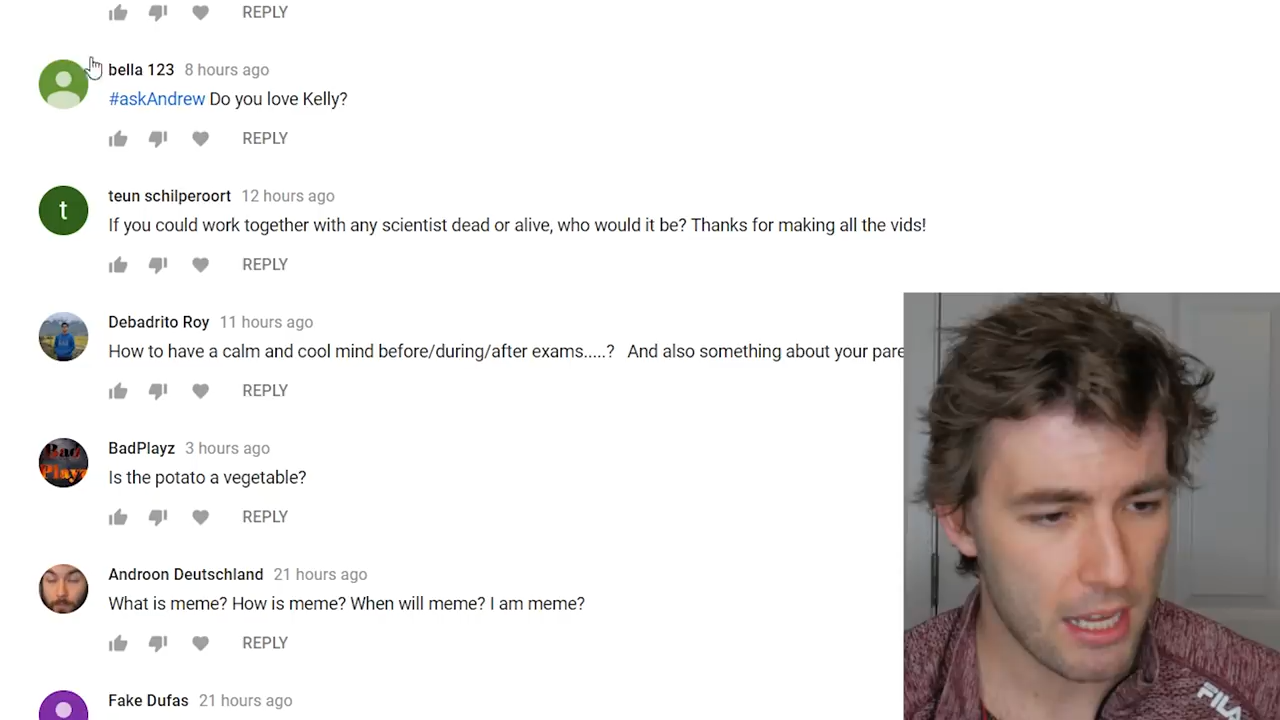 REPLY
bella 123 8 hours ago
#askAndrew Do you love Kelly?
REPLY
t
teun schilperoort 12 hours ago
If you could work together with any scientist dead or alive, who would it be? Thanks for making all the vids!
REPLY
Debadrito Roy 11 hours ago
How to have a calm and cool mind before/during/after exams.....? And also something about your pare
REPLY
Bad
Playz
BadPlayz 3 hours ago
Is the potato a vegetable?
REPLY
Androon Deutschland 21 hours ago
What is meme? How is meme? When will meme? I am meme?
REPLY
Fake Dufas 21 hours ago
FILA